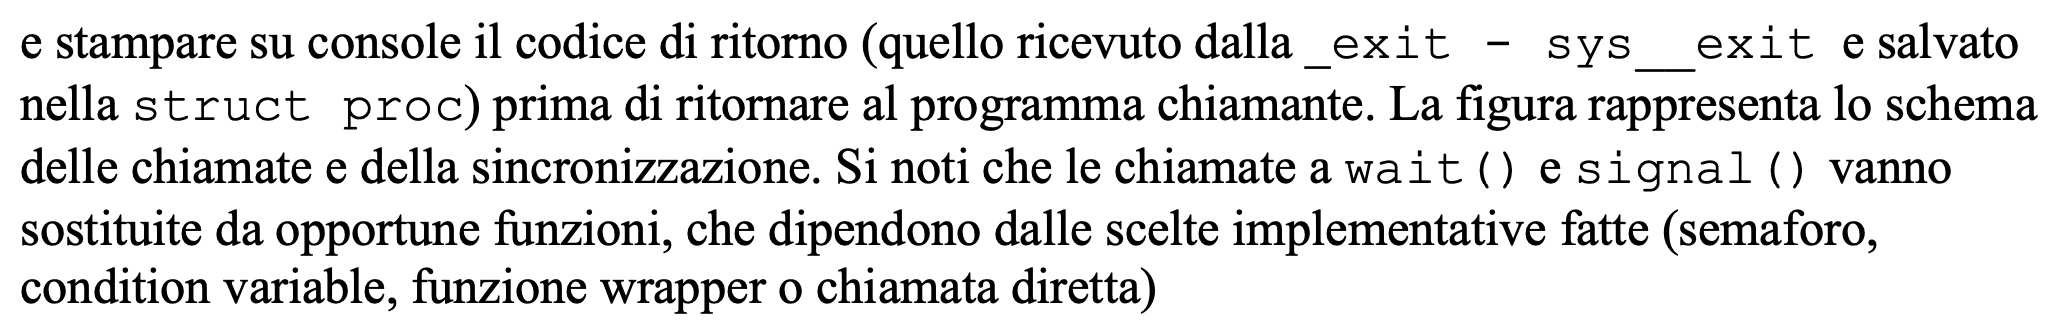 e stampare su console il codice di ritorno (quello ricevuto dalla _exit - sys__exit e salvato
nella struct proc) prima di ritornare al programma chiamante. La figura rappresenta lo schema
delle chiamate e della sincronizzazione. Si noti che le chiamate a wait() e signal() vanno
sostituite da opportune funzioni, che dipendono dalle scelte implementative fatte (semaforo,
condition variable, funzione wrapper o chiamata diretta)